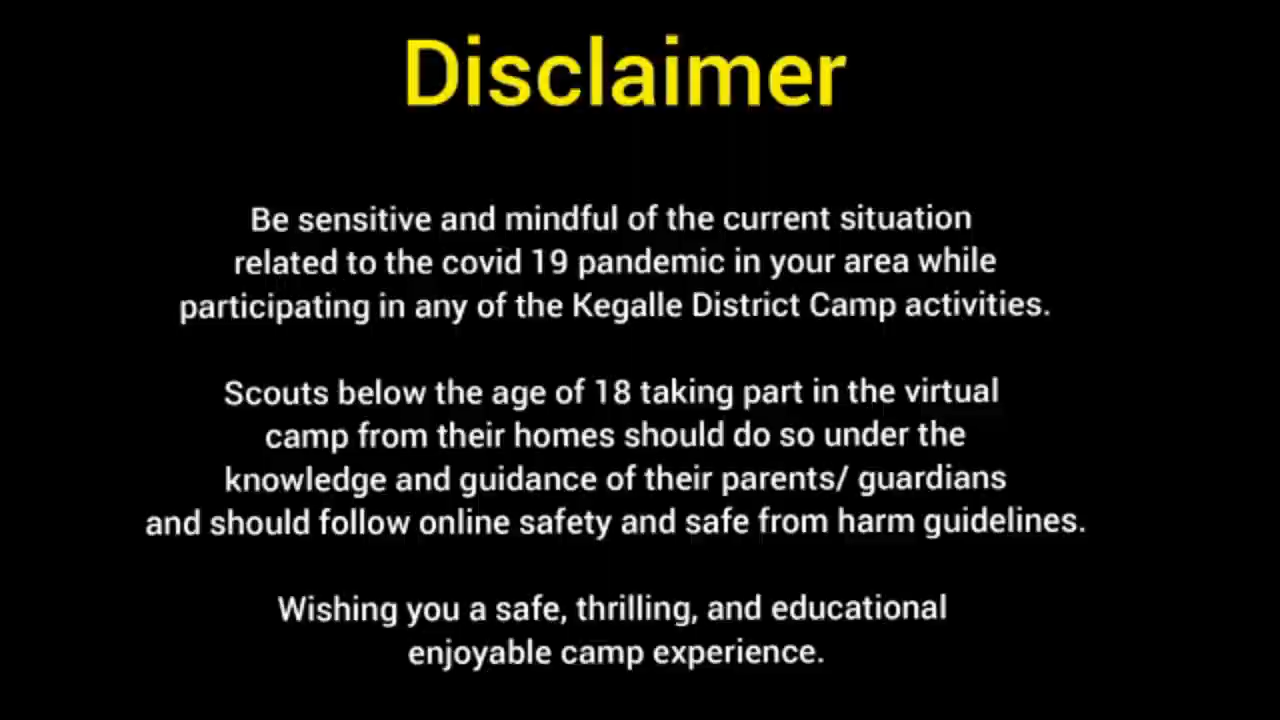 Disclaimer
Be sensitive and mindful of the current situation
related to the covid 19 pandemic in your area while
participating in any of the Kegalle District Camp activities.
Scouts below the age of 18 taking part in the virtual
camp from their homes should do so under the
knowledge and guidance of their parents/ guardians
and should follow online safety and safe from harm guidelines.
Wishing you a safe, thrilling, and educational
enjoyable camp experience.